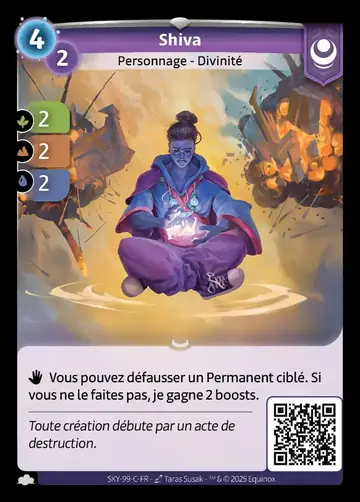 4
Shiva
2
Personnage - Divinité
2
2
2
Vous pouvez défausser un Permanent ciblé. Si
vous ne le faites pas, je gagne 2 boosts.
Toute création débute par un acte de
destruction.
SKY-99-C-FR - Taras Susak - ™ & © 2025 Equinox